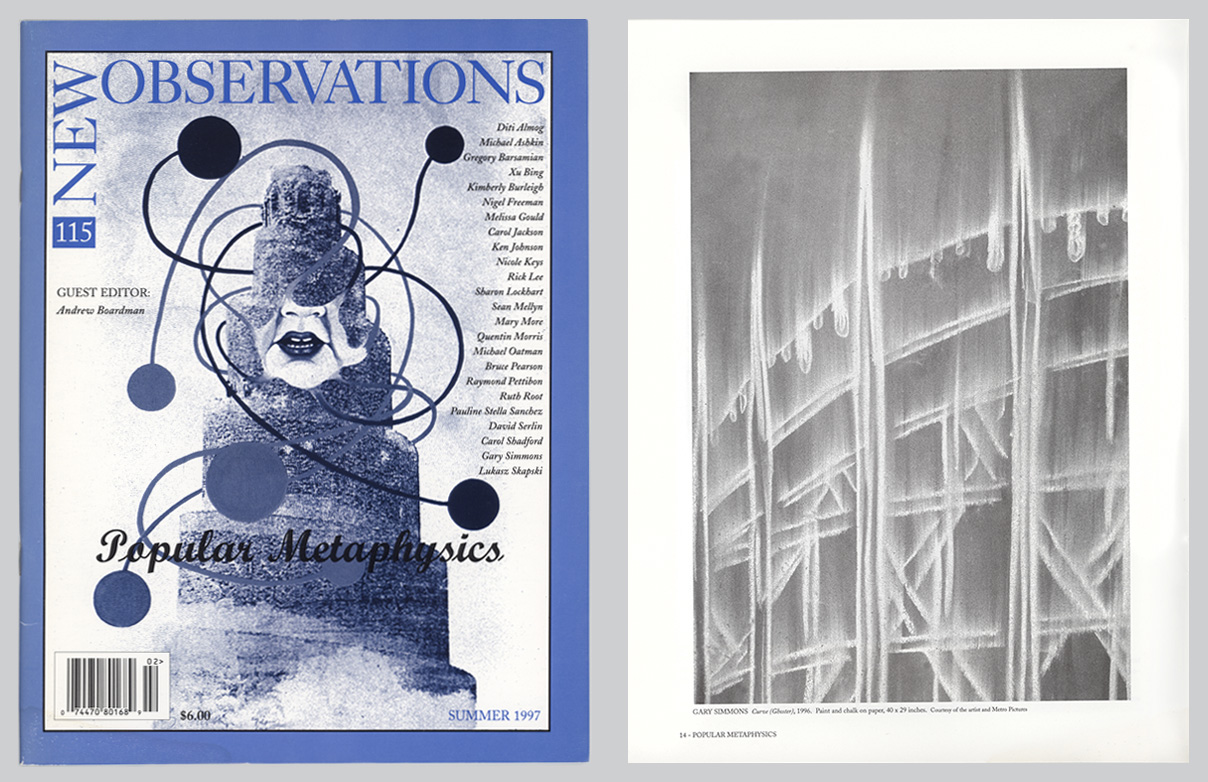 NEW OBSERVATIONS
115
GUEST EDITOR:
Andrew Boardman
Diti Almog
Michael Ashkin
Gregory Barsamian
Xu Bing
Kimberly Burleigh
Nigel Freeman
Melissa Gould
Carol Jackson
Ken Johnson
Nicole Keys
Rick Lee
Sharon Lockhart
Sean Mellyn
Mary More
Quentin Morris
Michael Oatman
Bruce Pearson
Raymond Pettibon
Ruth Root
Pauline Stella Sanchez
David Serlin
Carol Shadford
Gary Simmons
Lukasz Skapski
Popular Metaphysics
02>
0 74470 80168 9
$6.00
SUMMER 1997
GARY SIMMONS Curve (Ghoster), 1996. Paint and chalk on paper, 40 x 29 inches. Courtesy of the artist and Metro Pictures
14 - POPULAR METAPHYSICS